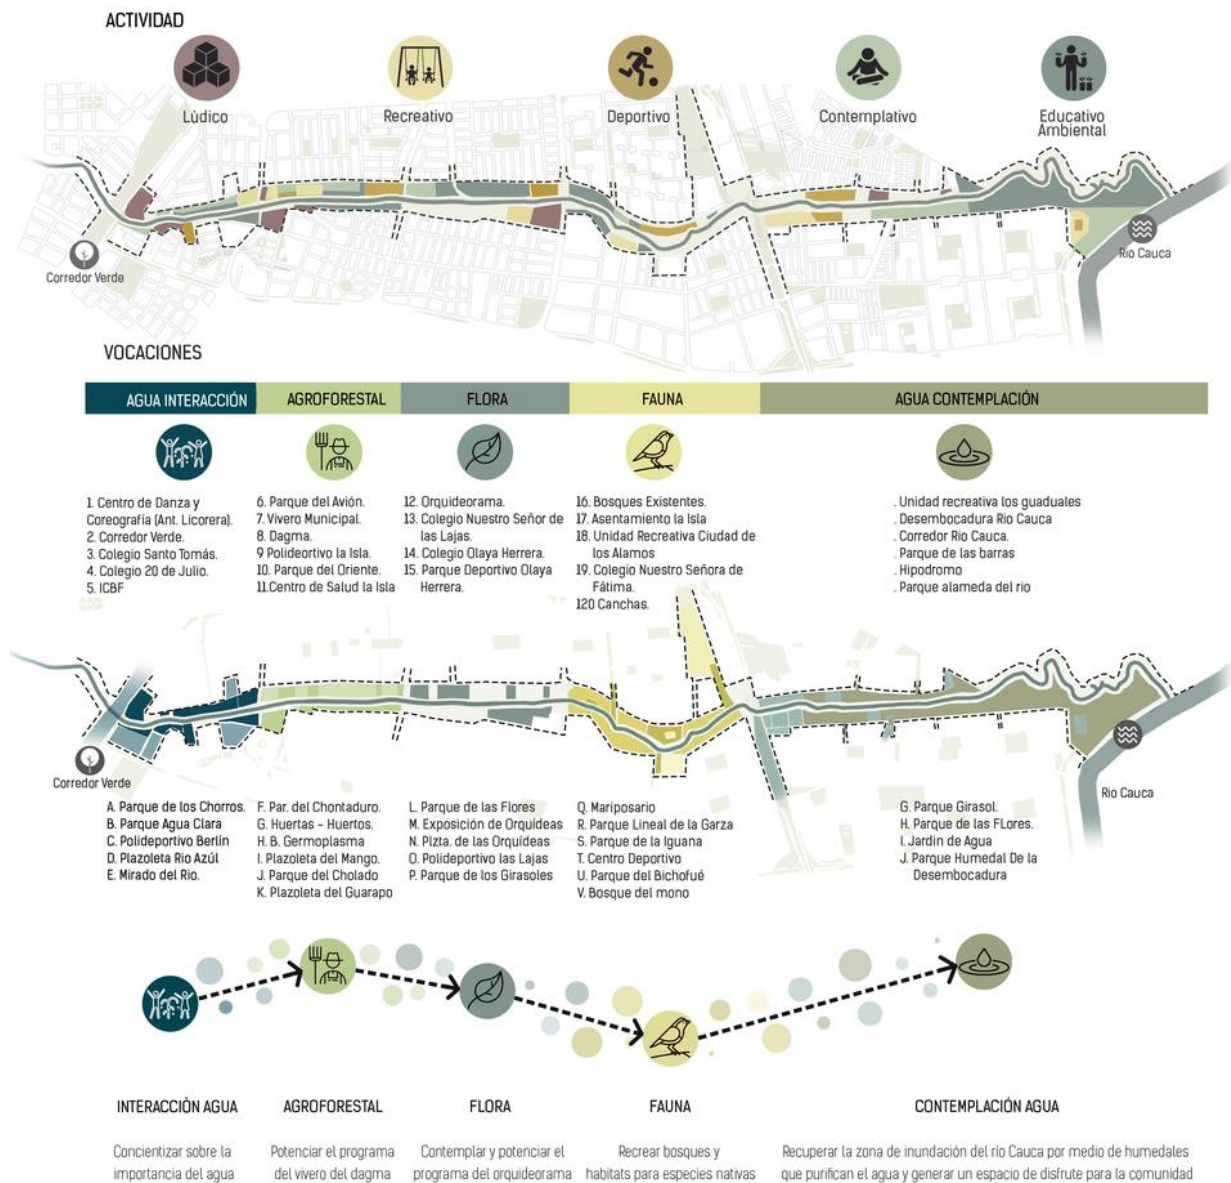 ACTIVIDAD
Lúdico
Recreativo
Deportivo
Contemplativo
Educativo
Ambiental
Corredor Verde
Rio Cauca
VOCACIONES
AGUA INTERACCIÓN
AGROFORESTAL
FLORA
FAUNA
AGUA CONTEMPLACIÓN
1. Centro de Danza y
Coreografía (Ant. Licorera).
2. Corredor Verde.
3. Colegio Santo Tomás.
4. Colegio 20 de Julio.
5. ICBF
6. Parque del Avión.
7. Vivero Municipal.
8. Dagma.
9 Polideortivo la Isla.
10. Parque del Oriente.
11.Centro de Salud la Isla
12. Orquideorama.
13. Colegio Nuestro Señor de
las Lajas.
14. Colegio Olaya Herrera.
15. Parque Deportivo Olaya
Herrera.
16. Bosques Existentes.
17. Asentamiento la Isla
18. Unidad Recreativa Ciudad de
los Alamos
19. Colegio Nuestro Señora de
Fátima.
120 Canchas.
. Unidad recreativa los guaduales
. Desembocadura Rio Cauca
. Corredor Rio Cauca.
. Parque de las barras
. Hipodromo
. Parque alameda del rio
Corredor Verde
Rio Cauca
A. Parque de los Chorros.
B. Parque Agua Clara
C. Polideportivo Berlín
D. Plazoleta Rio Azúl
E. Mirado del Rio.
F. Par. del Chontaduro.
G. Huertas - Huertos.
H. B. Germoplasma
I. Plazoleta del Mango.
J. Parque del Cholado
K. Plazoleta del Guarapo
L. Parque de las Flores
M. Exposición de Orquídeas
N. Plzta. de las Orquídeas
O. Polideportivo las Lajas
P. Parque de los Girasoles
Q. Mariposario
R. Parque Lineal de la Garza
S. Parque de la Iguana
T. Centro Deportivo
U. Parque del Bichofué
V. Bosque del mono
G. Parque Girasol.
H. Parque de las FLores.
I. Jardin de Agua
J. Parque Humedal De la
Desembocadura
INTERACCIÒN AGUA
Concientizar sobre la
importancia del agua
AGROFORESTAL
Potenciar el programa
del vivero del dagma
FLORA
Contemplar y potenciar el
programa del orquideorama
FAUNA
Recrear bosques y
habitats para especies nativas
CONTEMPLACIÓN AGUA
Recuperar la zona de inundación del río Cauca por medio de humedales
que purifican el agua y generar un espacio de disfrute para la comunidad